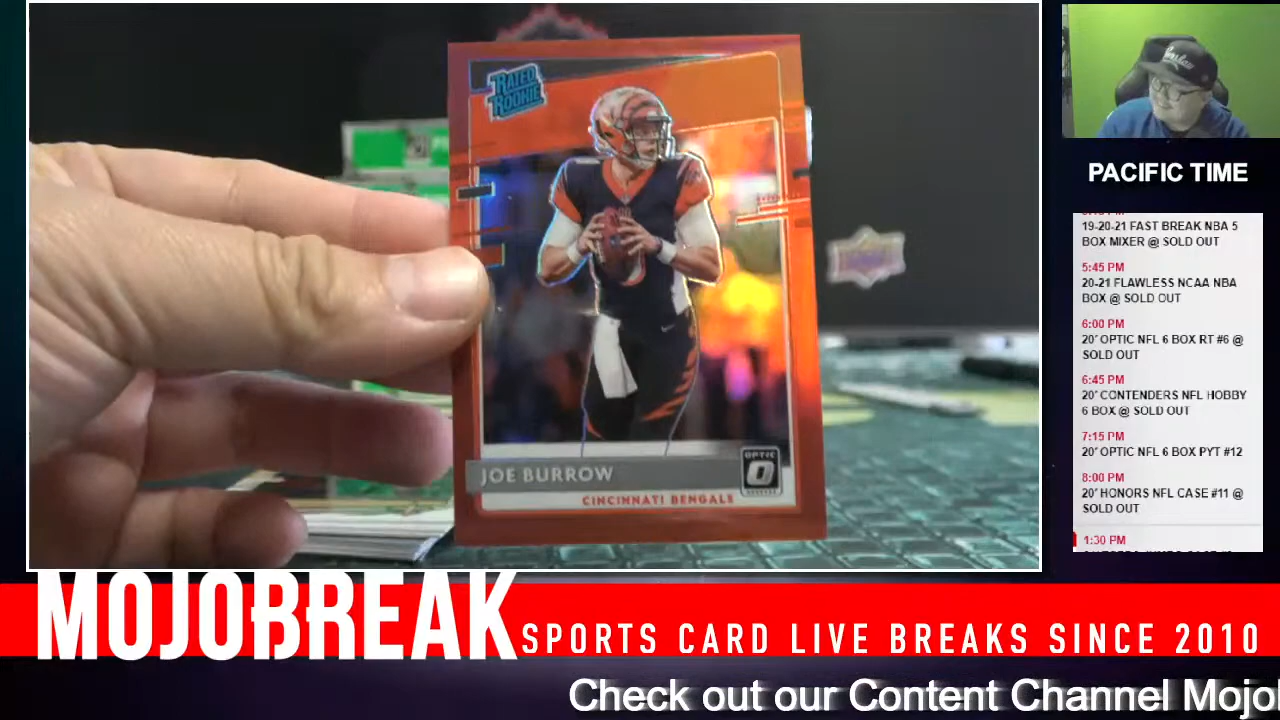 RATED
ROOKIE
JOE BURROW
OPTIC
CINCINNATI BENGALS
PACIFIC TIME
19-20-21 FAST BREAK NBA 5
BOX MIXER @ SOLD OUT
5:45 PM
20-21 FLAWLESS NCAA NBA
BOX @ SOLD OUT
6:00 PM
20' OPTIC NFL 6 BOX RT #6 @
SOLD OUT
6:45 PM
20' CONTENDERS NFL HOBBY
6 BOX @ SOLD OUT
7:15 PM
20' OPTIC NFL 6 BOX PYT #12
8:00 PM
20' HONORS NFL CASE #11 @
SOLD OUT
1:30 PM
MOJOBREAK
SPORTS CARD LIVE BREAKS SINCE 2010
Check out our Content Channel Mojo